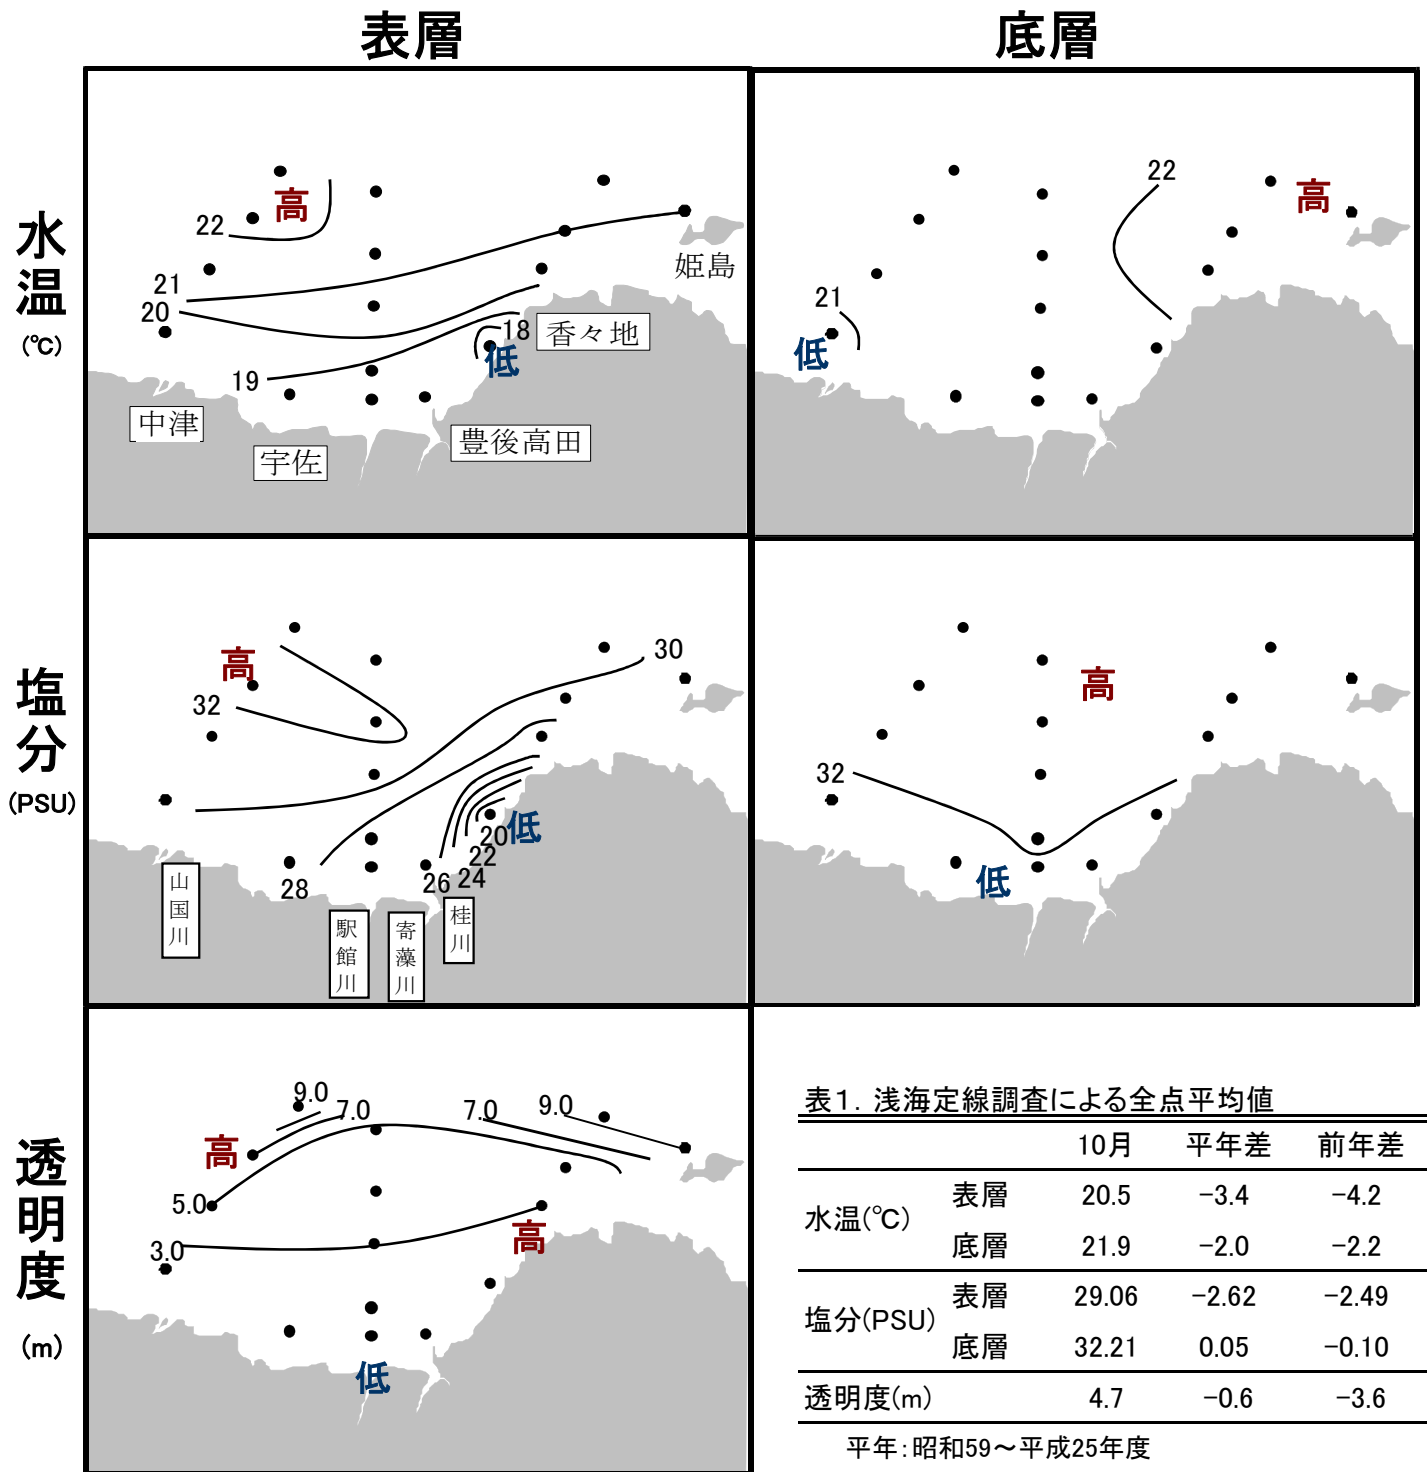 表層
底層
水温
(℃)
高
22
21
20
19
18
低
姫島
香々地
中津
宇佐
豊後高田
22
高
21
低
塩分
(PSU)
高
32
30
28
26
24
22
20
低
山国川
駅館川
寄藻川
桂川
高
32
低
透明度
(m)
9.0
7.0
7.0
9.0
高
5.0
3.0
高
低
表1. 浅海定線調査による全点平均値
10月 平年差 前年差
水温(℃) 表層 20.5 -3.4 -4.2
底層 21.9 -2.0 -2.2
塩分(PSU) 表層 29.06 -2.62 -2.49
底層 32.21 0.05 -0.10
透明度(m) 4.7 -0.6 -3.6
平年:昭和59～平成25年度